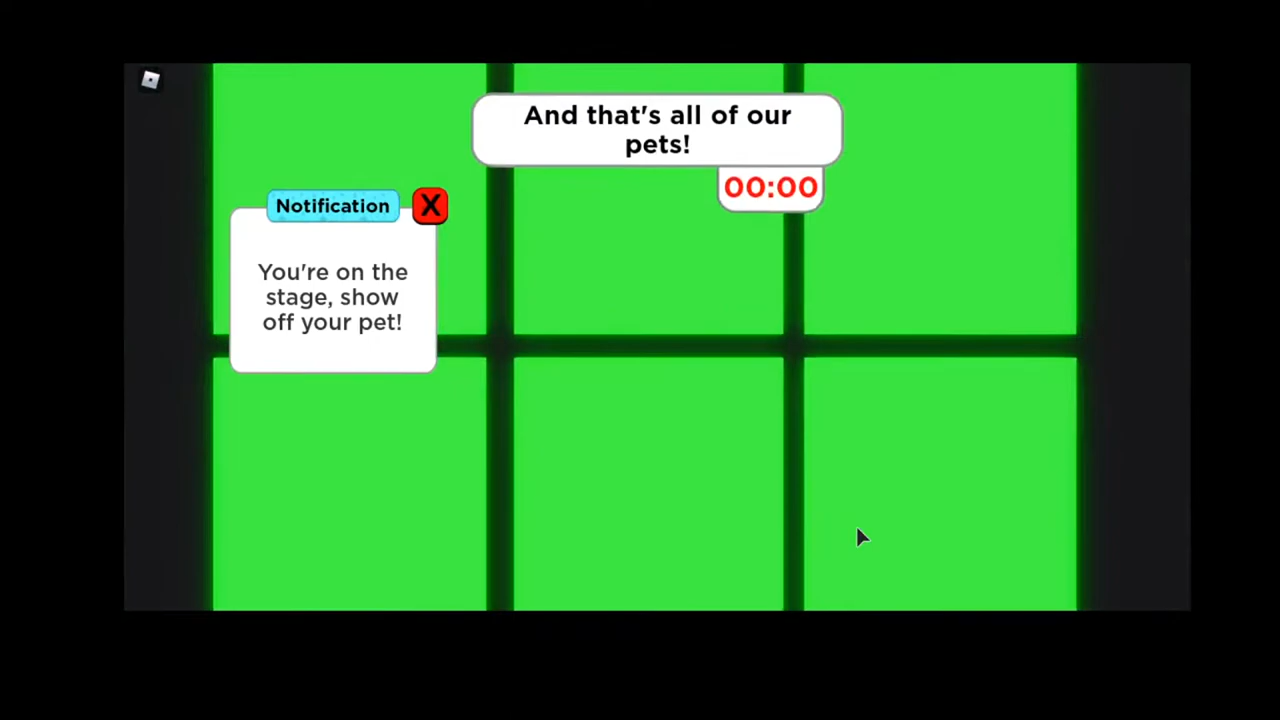 And that's all of our
pets!
00:00
Notification
X
You're on the
stage, show
off your pet!